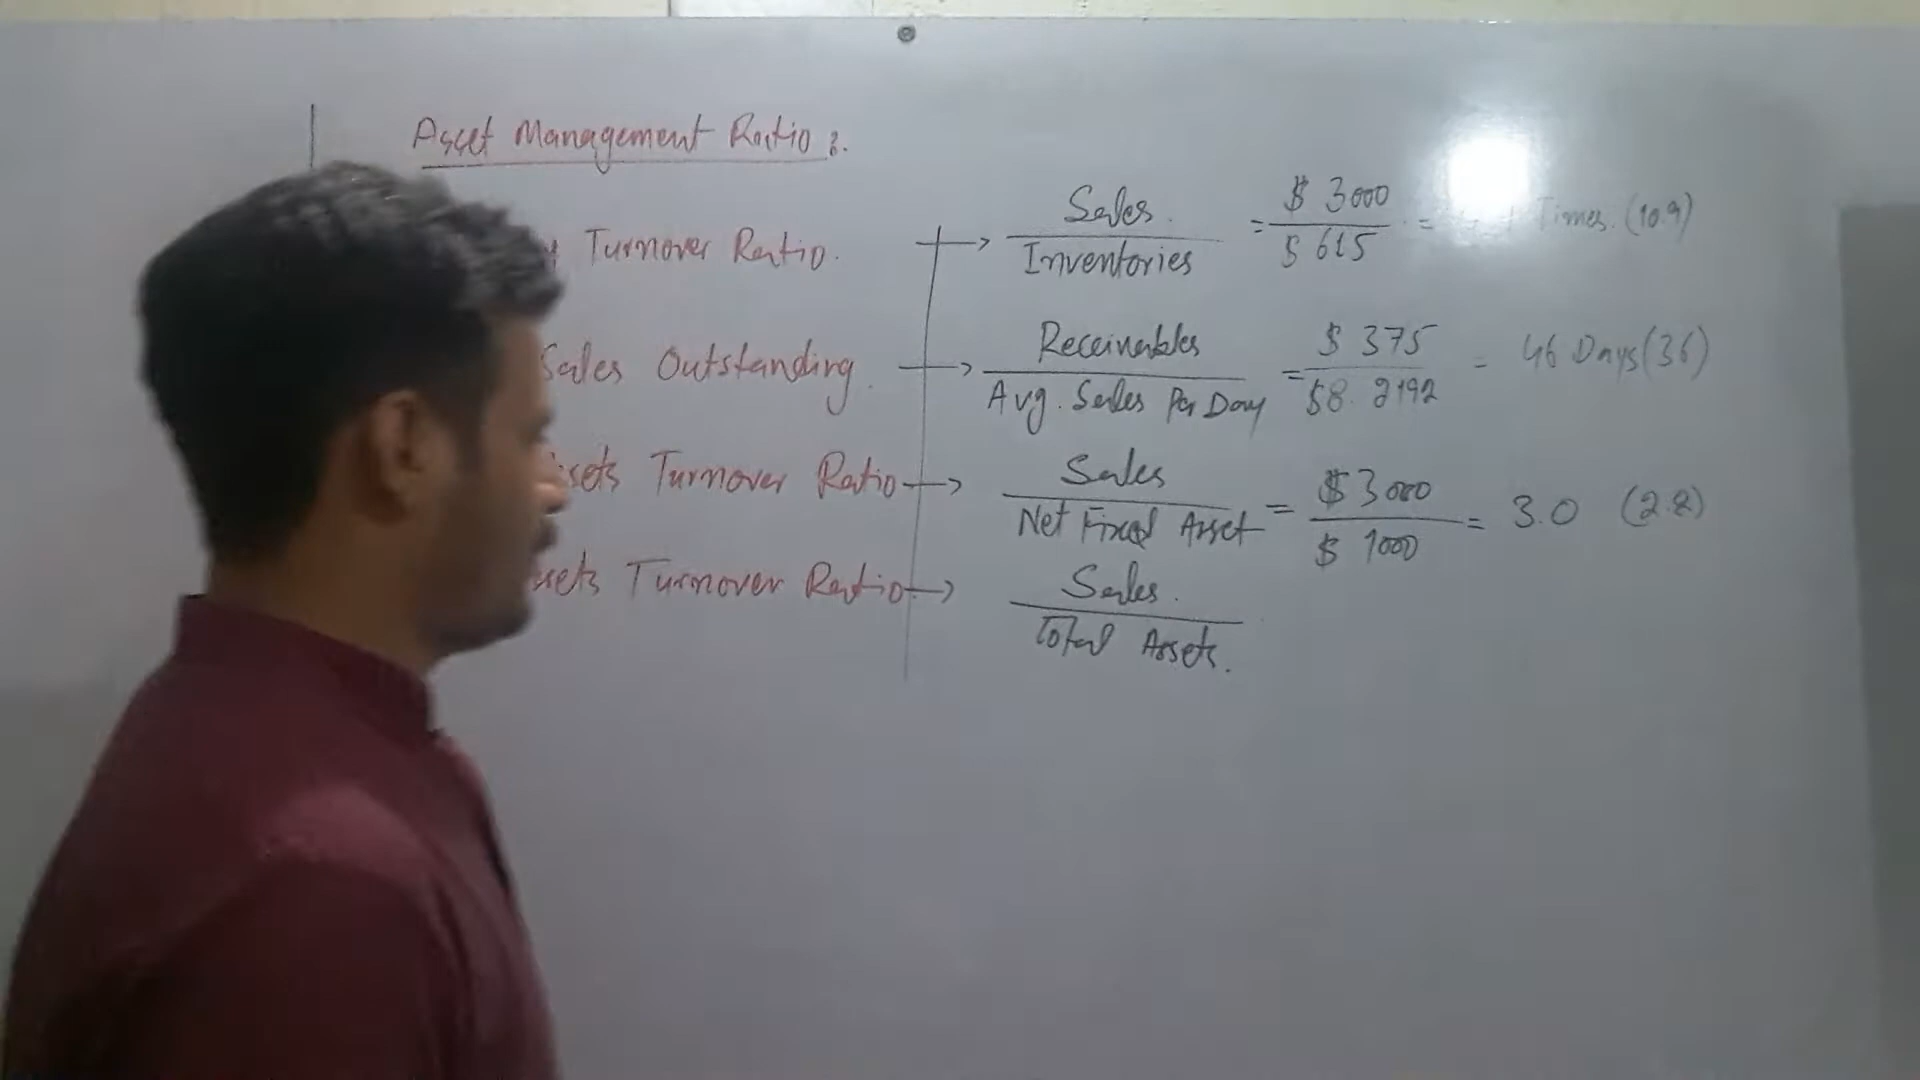 Asset Management Ratio :.
Turnover Ratio. → Sales. / Inventories = $ 3000 / $ 615 = Times. (10.9)
Sales Outstanding. → Receivables / Avg. Sales Per Day = $ 375 / $8.2192 = 46 Days (36)
Turnover Ratio → Sales / Net Fixed Asset = $ 3000 / $ 1000 = 3.0 (2.8)
Turnover Ratio → Sales. / Total Assets.